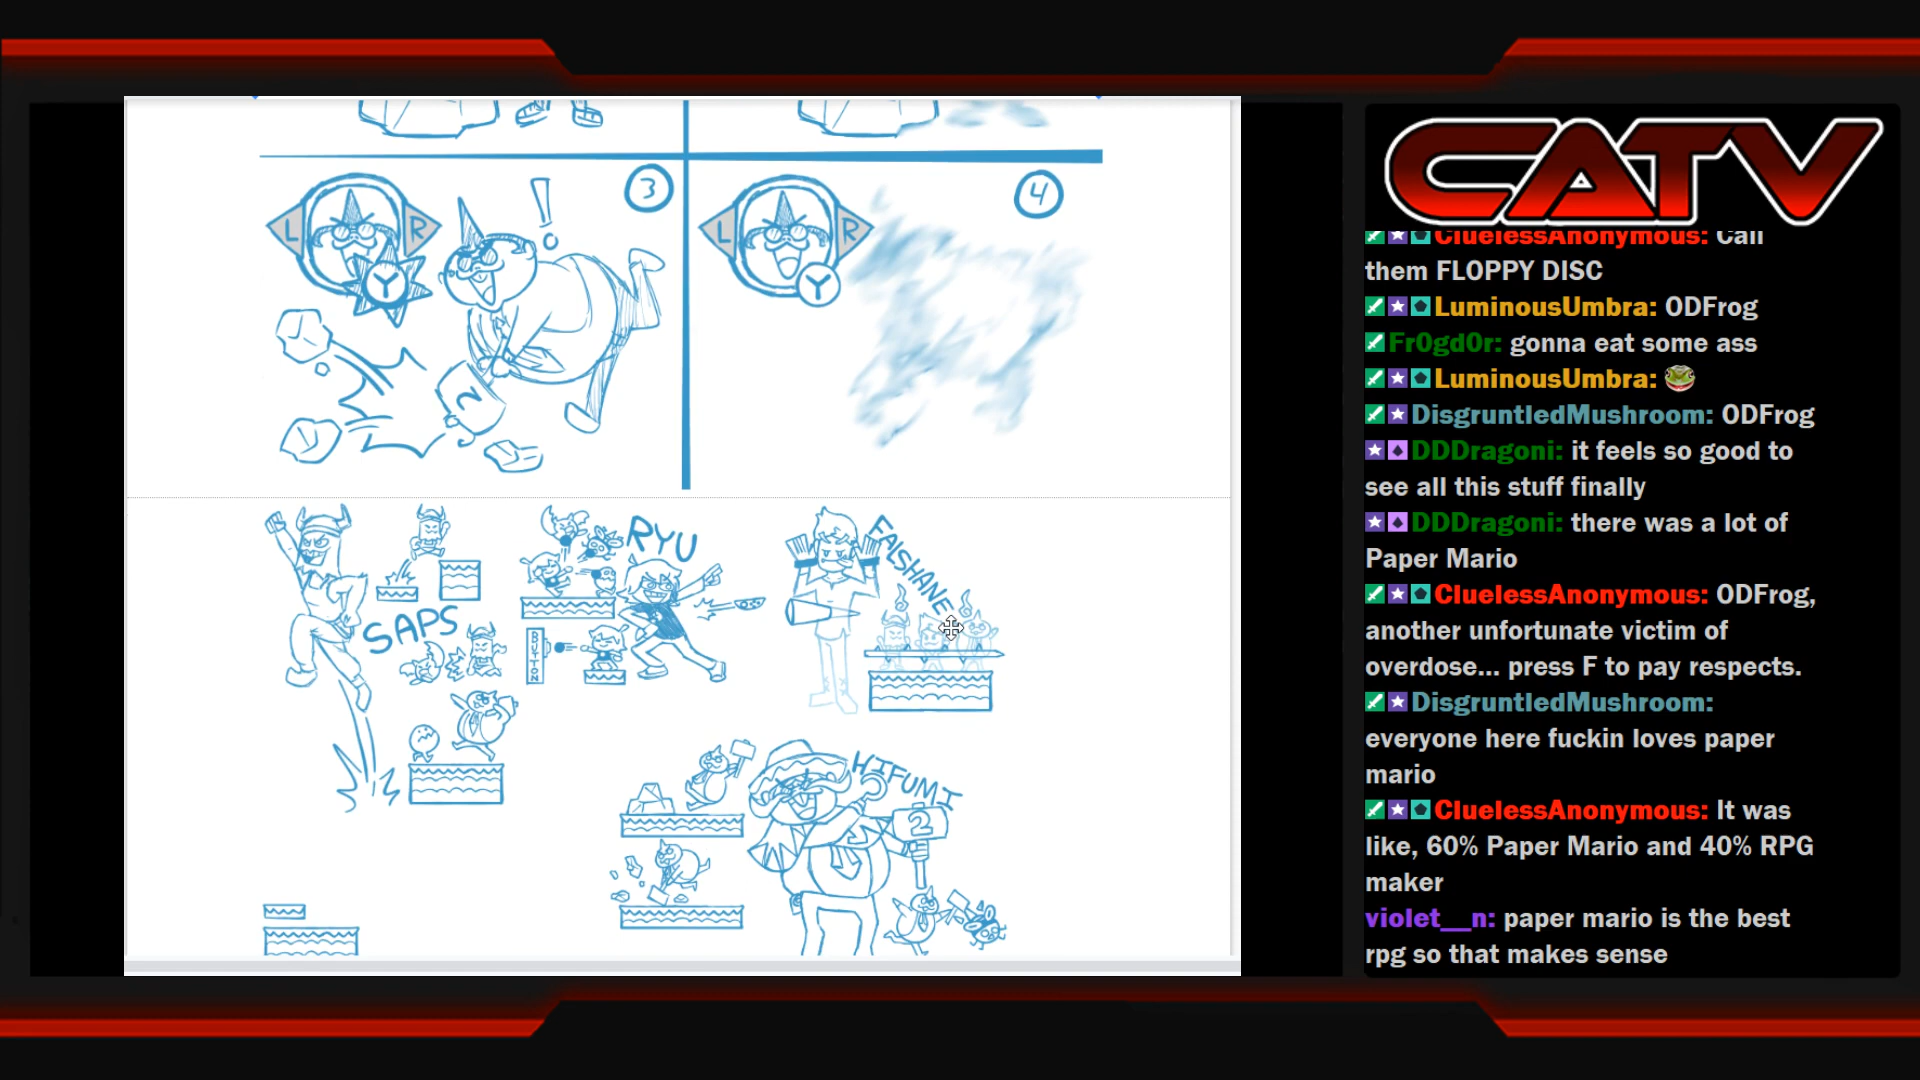 3
4
L
R
Y
L
R
Y
2
SAPS
RYU
BUTTON
FALSHANE
HIFUMI
2
CATV
CluelessAnonymous: Call
them FLOPPY DISC
LuminousUmbra: ODFrog
Fr0gd0r: gonna eat some ass
LuminousUmbra:
DisgruntledMushroom: ODFrog
DDDragoni: it feels so good to
see all this stuff finally
DDDragoni: there was a lot of
Paper Mario
CluelessAnonymous: ODFrog,
another unfortunate victim of
overdose... press F to pay respects.
DisgruntledMushroom:
everyone here fuckin loves paper
mario
CluelessAnonymous: It was
like, 60% Paper Mario and 40% RPG
maker
violet__n: paper mario is the best
rpg so that makes sense